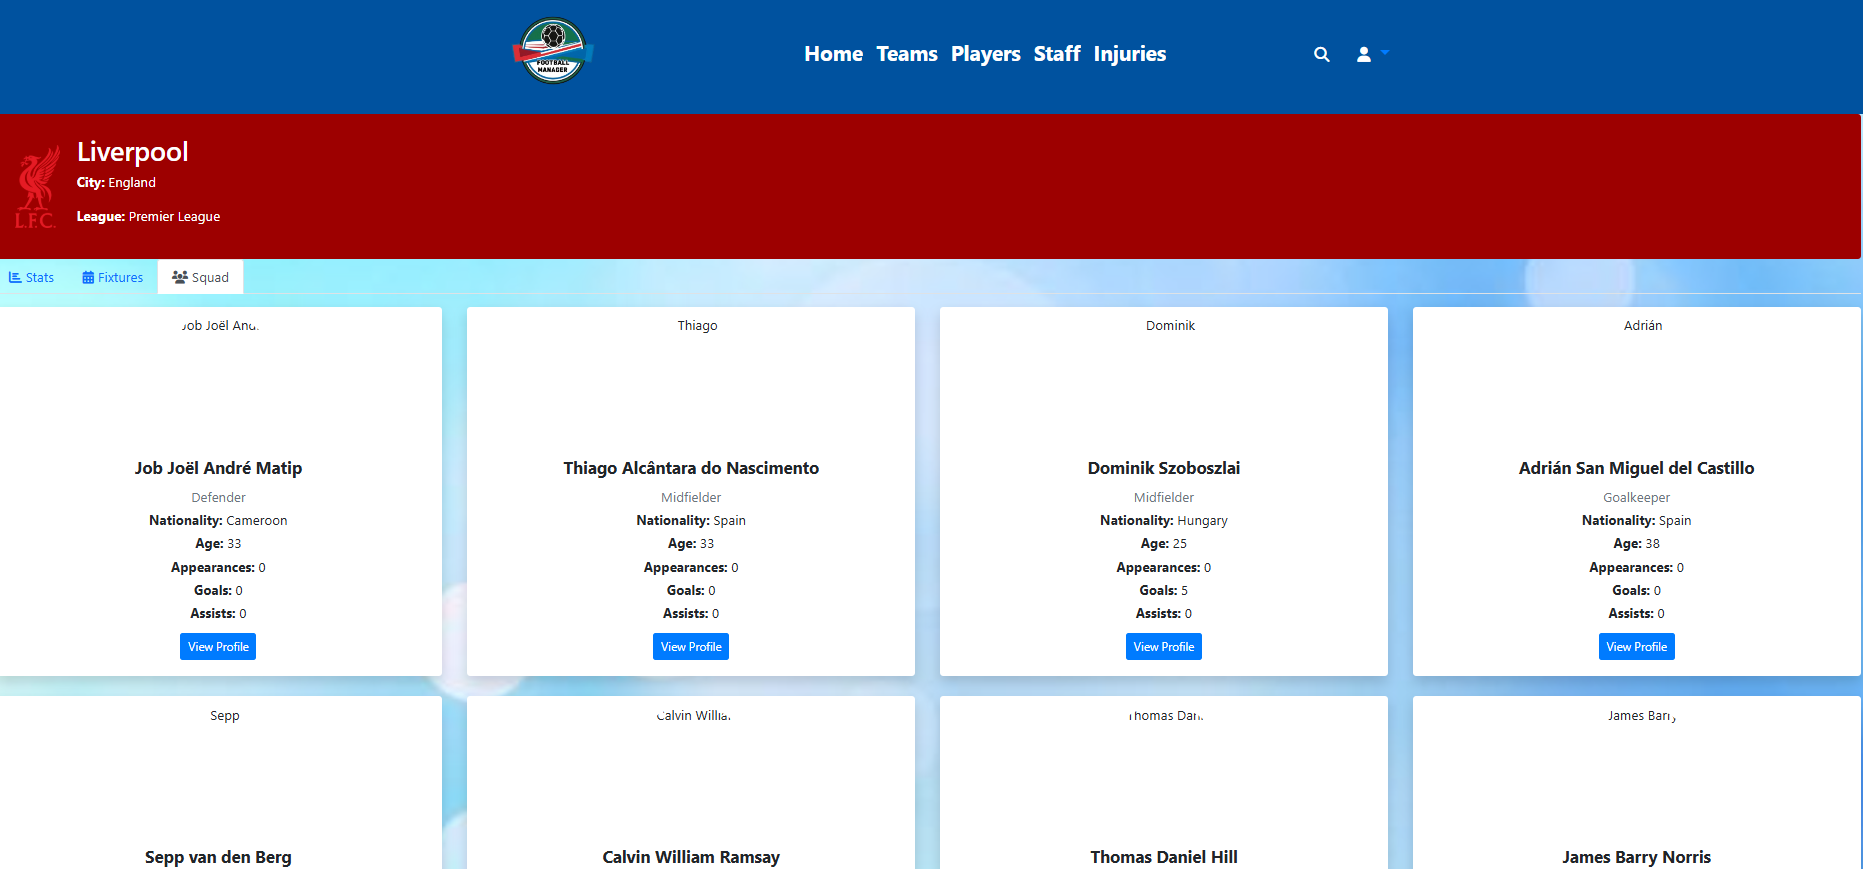 FOOTBALL
MANAGER
Home Teams Players Staff Injuries
Liverpool
City: England
League: Premier League
L.F.C.
Stats Fixtures Squad
Job Joël And
Job Joël André Matip
Defender
Nationality: Cameroon
Age: 33
Appearances: 0
Goals: 0
Assists: 0
View Profile
Thiago
Thiago Alcântara do Nascimento
Midfielder
Nationality: Spain
Age: 33
Appearances: 0
Goals: 0
Assists: 0
View Profile
Dominik
Dominik Szoboszlai
Midfielder
Nationality: Hungary
Age: 25
Appearances: 0
Goals: 5
Assists: 0
View Profile
Adrián
Adrián San Miguel del Castillo
Goalkeeper
Nationality: Spain
Age: 38
Appearances: 0
Goals: 0
Assists: 0
View Profile
Sepp
Sepp van den Berg
Calvin Willia
Calvin William Ramsay
Thomas Dan
Thomas Daniel Hill
James Barry
James Barry Norris